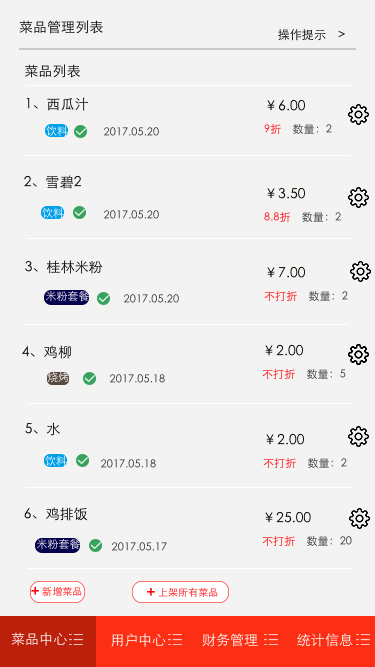 菜品管理列表
操作提示 >
菜品列表
1、西瓜汁 ￥6.00
饮料 2017.05.20 9折 数量：2
2、雪碧2 ￥3.50
饮料 2017.05.20 8.8折 数量：2
3、桂林米粉 ￥7.00
米粉套餐 2017.05.20 不打折 数量：2
4、鸡柳 ￥2.00
烧烤 2017.05.18 不打折 数量：5
5、水 ￥2.00
饮料 2017.05.18 不打折 数量：2
6、鸡排饭 ￥25.00
米粉套餐 2017.05.17 不打折 数量：20
+ 新增菜品 + 上架所有菜品
菜品中心 用户中心 财务管理 统计信息